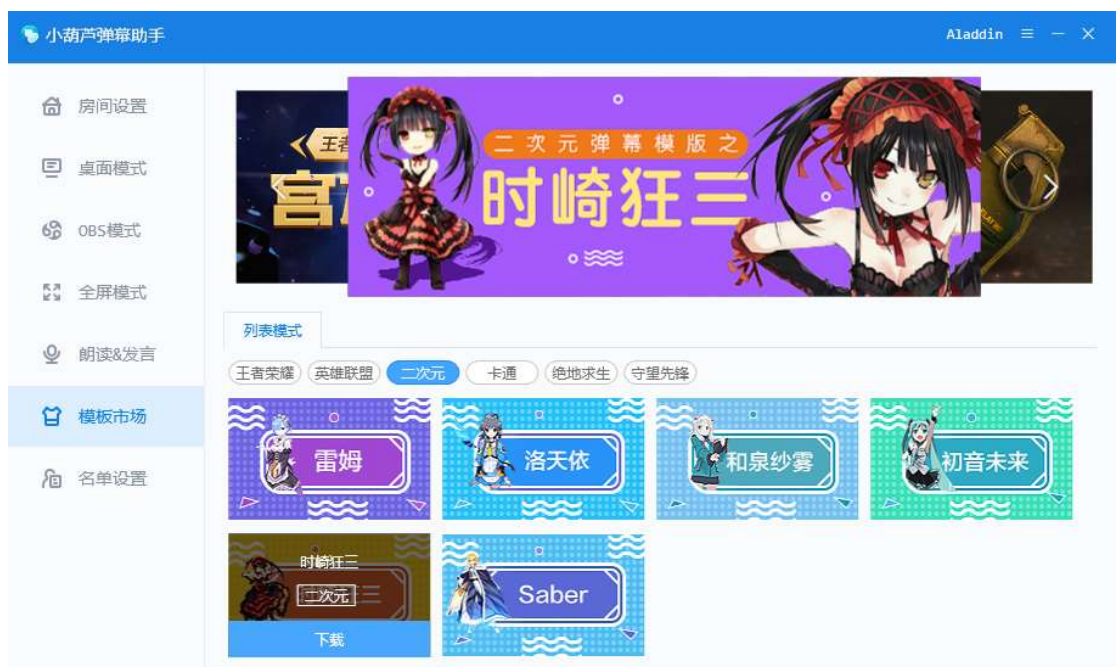 小葫芦弹幕助手
Aladdin
房间设置
桌面模式
OBS模式
全屏模式
朗读&发言
模板市场
名单设置
王者
宫
二次元弹幕模版之
时崎狂三
列表模式
王者荣耀 英雄联盟 二次元 卡通 绝地求生 守望先锋
雷姆 洛天依 和泉纱雾 初音未来
时崎狂三
二次元
下载
Saber